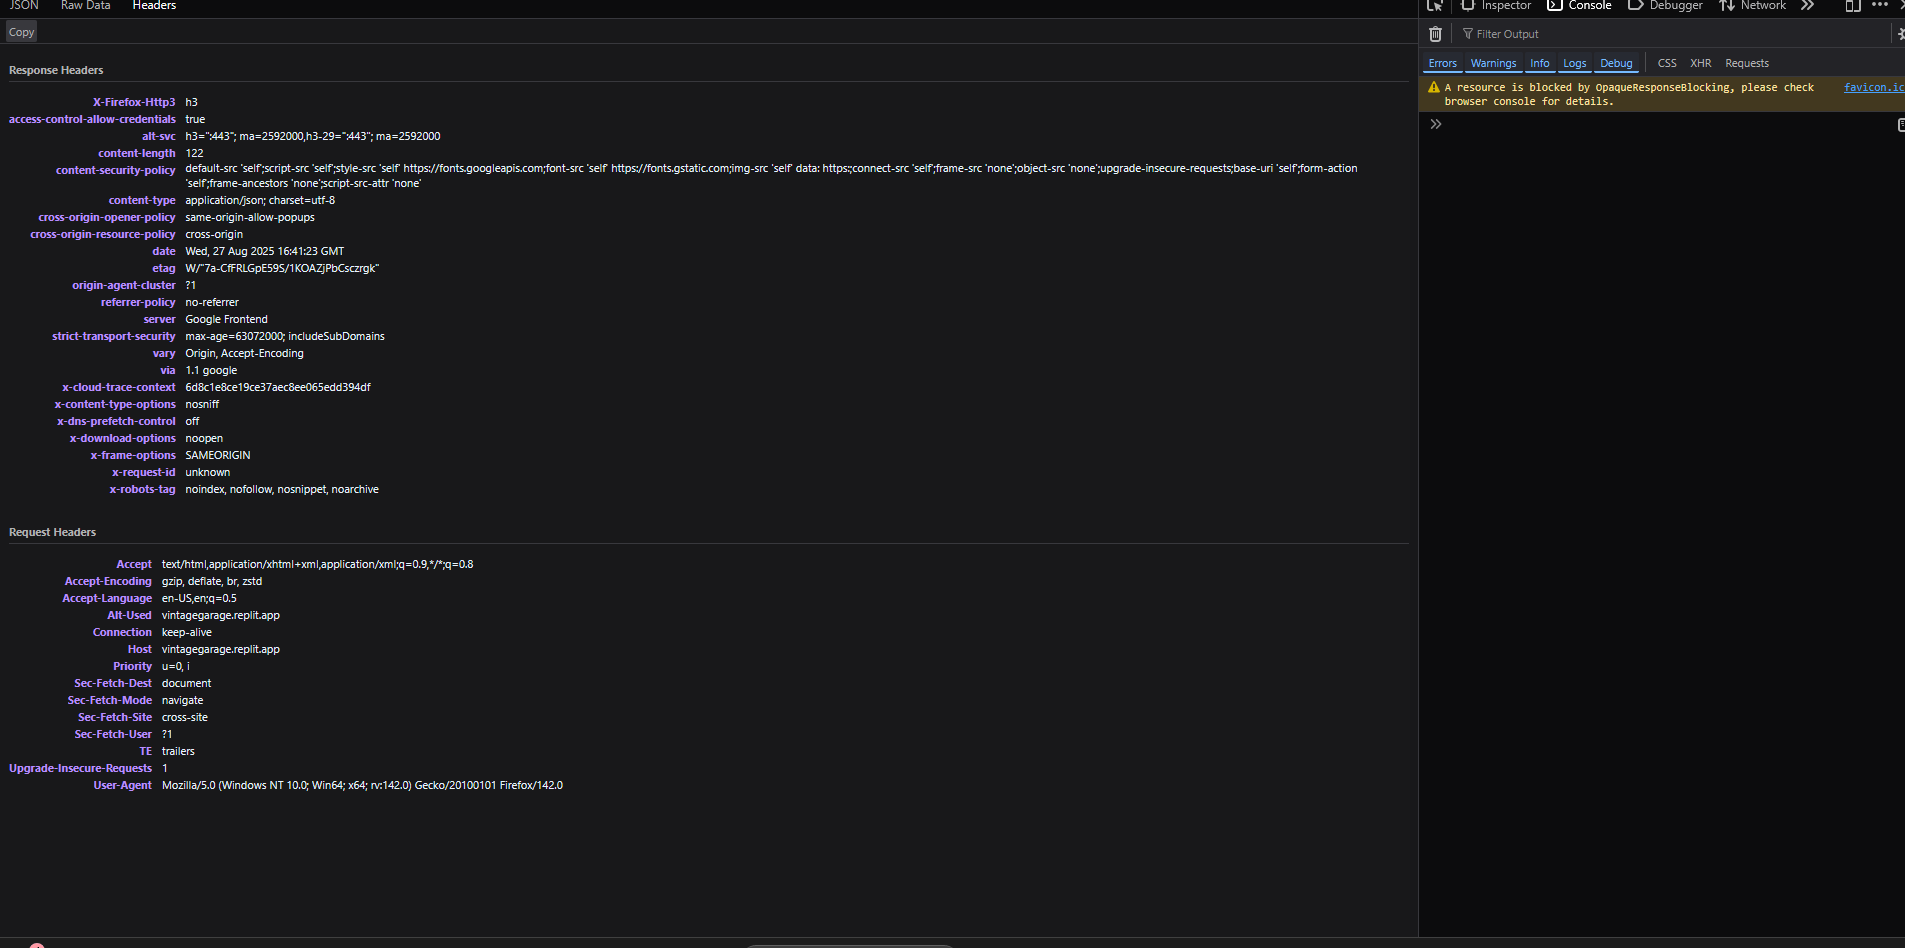 JSON Raw Data Headers
Copy
Response Headers
X-Firefox-Http3 h3
access-control-allow-credentials true
alt-svc h3=":443"; ma=2592000,h3-29=":443"; ma=2592000
content-length 122
content-security-policy default-src 'self';script-src 'self';style-src 'self' https://fonts.googleapis.com;font-src 'self' https://fonts.gstatic.com;img-src 'self' data: https:;connect-src 'self';frame-src 'none';object-src 'none';upgrade-insecure-requests;base-uri 'self';form-action
'self';frame-ancestors 'none';script-src-attr 'none'
content-type application/json; charset=utf-8
cross-origin-opener-policy same-origin-allow-popups
cross-origin-resource-policy cross-origin
date Wed, 27 Aug 2025 16:41:23 GMT
etag W/"7a-CfFRLGpE59S/1KOAZjPbCsczrgk"
origin-agent-cluster ?1
referrer-policy no-referrer
server Google Frontend
strict-transport-security max-age=63072000; includeSubDomains
vary Origin, Accept-Encoding
via 1.1 google
x-cloud-trace-context 6d8c1e8ce19ce37aec8ee065edd394df
x-content-type-options nosniff
x-dns-prefetch-control off
x-download-options noopen
x-frame-options SAMEORIGIN
x-request-id unknown
x-robots-tag noindex, nofollow, nosnippet, noarchive
Request Headers
Accept text/html,application/xhtml+xml,application/xml;q=0.9,*/*;q=0.8
Accept-Encoding gzip, deflate, br, zstd
Accept-Language en-US,en;q=0.5
Alt-Used vintagegarage.replit.app
Connection keep-alive
Host vintagegarage.replit.app
Priority u=0, i
Sec-Fetch-Dest document
Sec-Fetch-Mode navigate
Sec-Fetch-Site cross-site
Sec-Fetch-User ?1
TE trailers
Upgrade-Insecure-Requests 1
User-Agent Mozilla/5.0 (Windows NT 10.0; Win64; x64; rv:142.0) Gecko/20100101 Firefox/142.0
Inspector Console Debugger Network
Filter Output
Errors Warnings Info Logs Debug CSS XHR Requests
A resource is blocked by OpaqueResponseBlocking, please check favicon.ic
browser console for details.